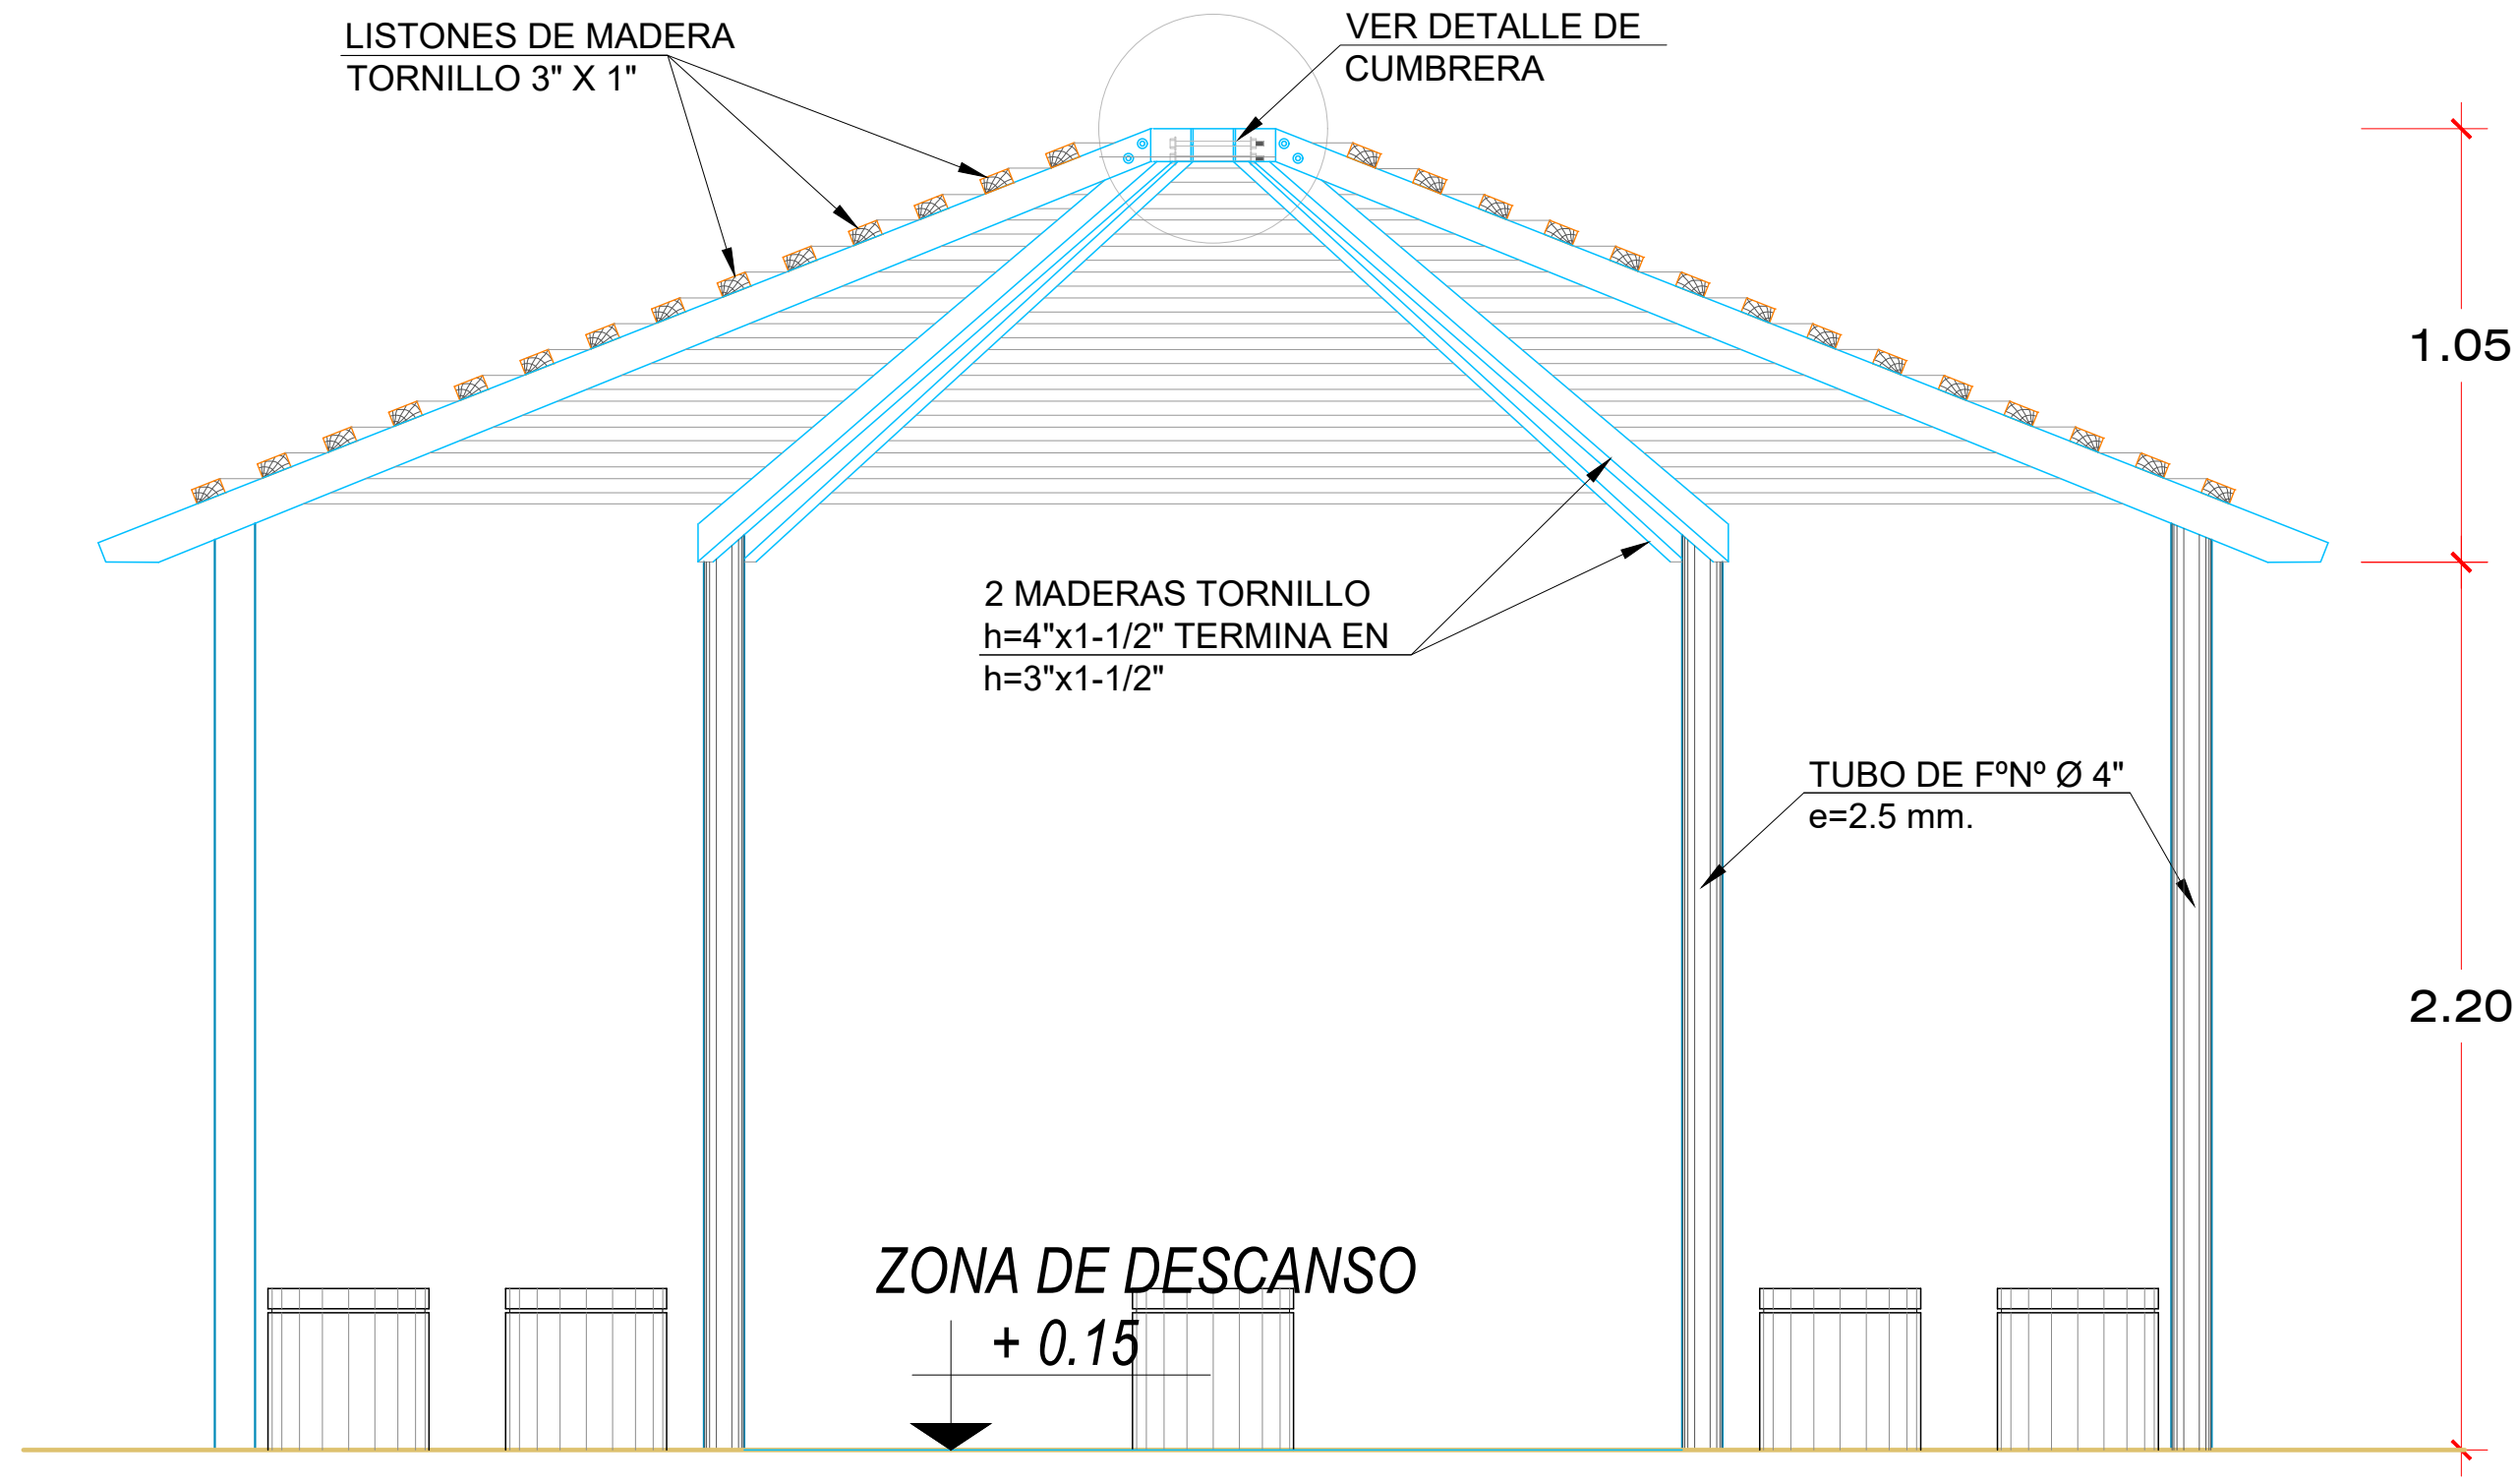 LISTONES DE MADERA
TORNILLO 3" X 1"
VER DETALLE DE
CUMBRERA
1.05
2 MADERAS TORNILLO
h=4"x1-1/2" TERMINA EN
h=3"x1-1/2"
TUBO DE FºNº Ø 4"
e=2.5 mm.
2.20
ZONA DE DESCANSO
+ 0.15